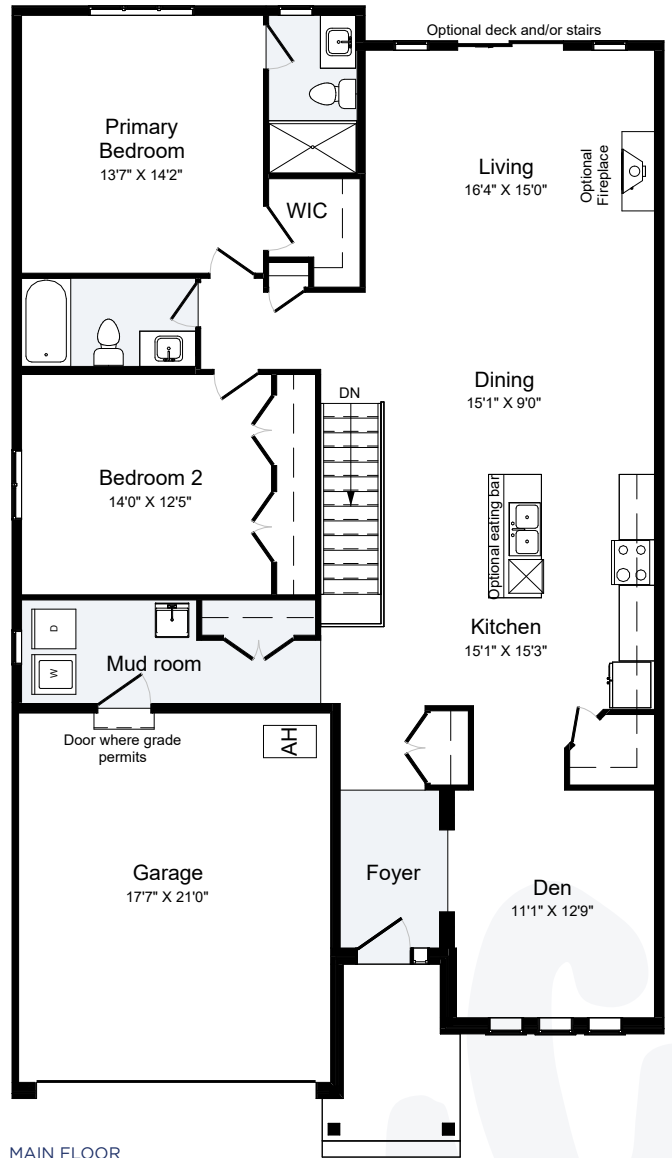 Optional deck and/or stairs
Primary
Bedroom
13'7" X 14'2"
Living
16'4" X 15'0"
Optional
Fireplace
WIC
Dining
15'1" X 9'0"
DN
Bedroom 2
14'0" X 12'5"
Optional eating bar
Kitchen
15'1" X 15'3"
D
W
Mud room
Door where grade
permits
AH
Garage
17'7" X 21'0"
Foyer
Den
11'1" X 12'9"
MAIN FLOOR